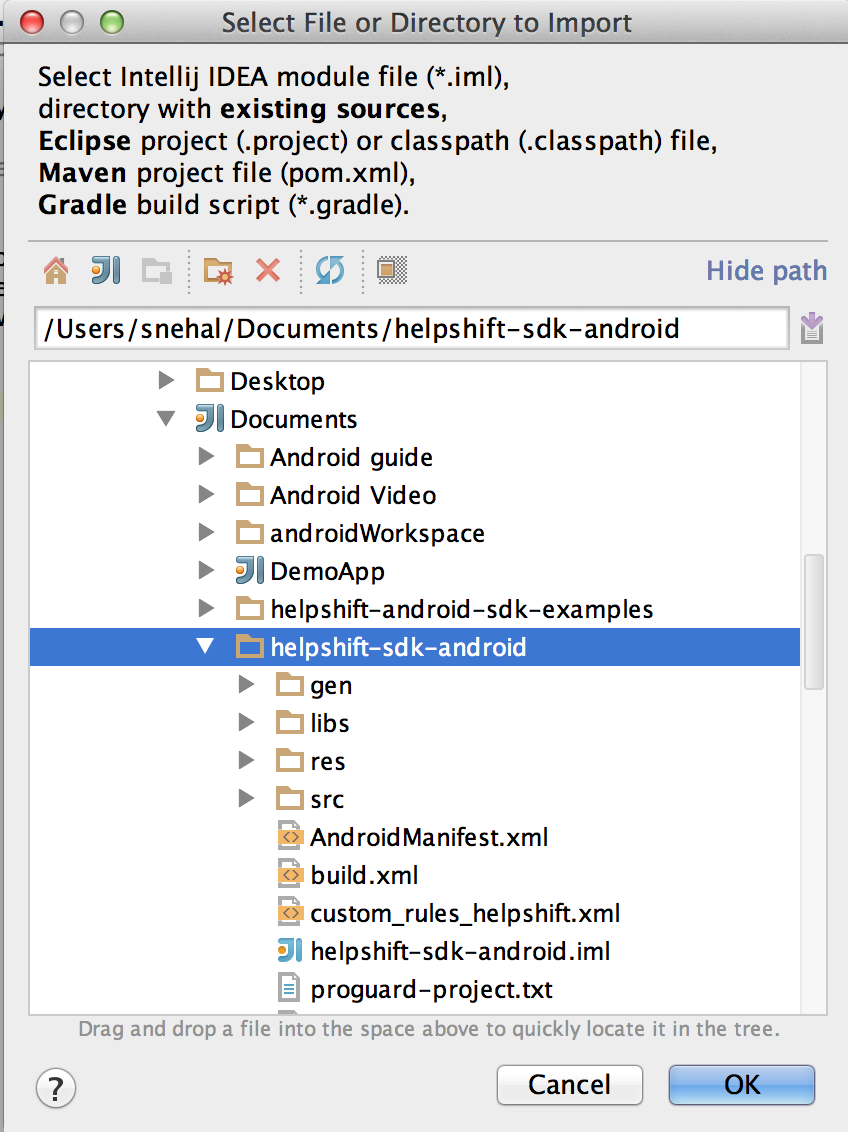 Select File or Directory to Import
Select Intellij IDEA module file (*.iml),
directory with existing sources,
Eclipse project (.project) or classpath (.classpath) file,
Maven project file (pom.xml),
Gradle build script (*.gradle).
Hide path
/Users/snehal/Documents/helpshift-sdk-android
Desktop
Documents
Android guide
Android Video
androidWorkspace
DemoApp
helpshift-android-sdk-examples
helpshift-sdk-android
gen
libs
res
src
AndroidManifest.xml
build.xml
custom_rules_helpshift.xml
helpshift-sdk-android.iml
proguard-project.txt
Drag and drop a file into the space above to quickly locate it in the tree.
?
Cancel
OK